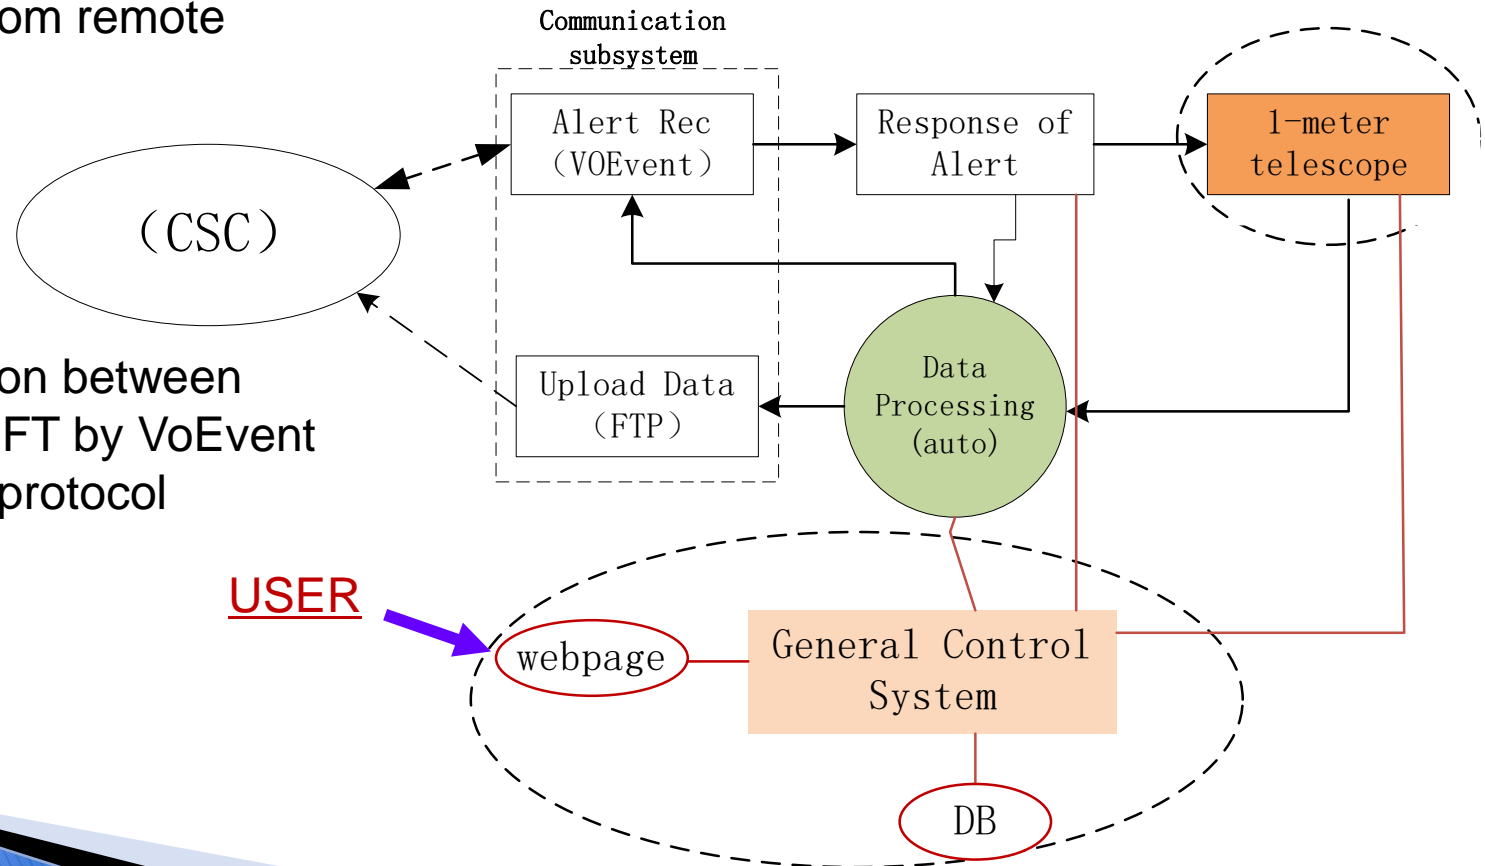 om remote
Communication
subsystem
Alert Rec
(VOEvent)
Response of
Alert
1-meter
telescope
(CSC)
on between
FT by VoEvent
protocol
Upload Data
(FTP)
Data
Processing
(auto)
USER
webpage
General Control
System
DB